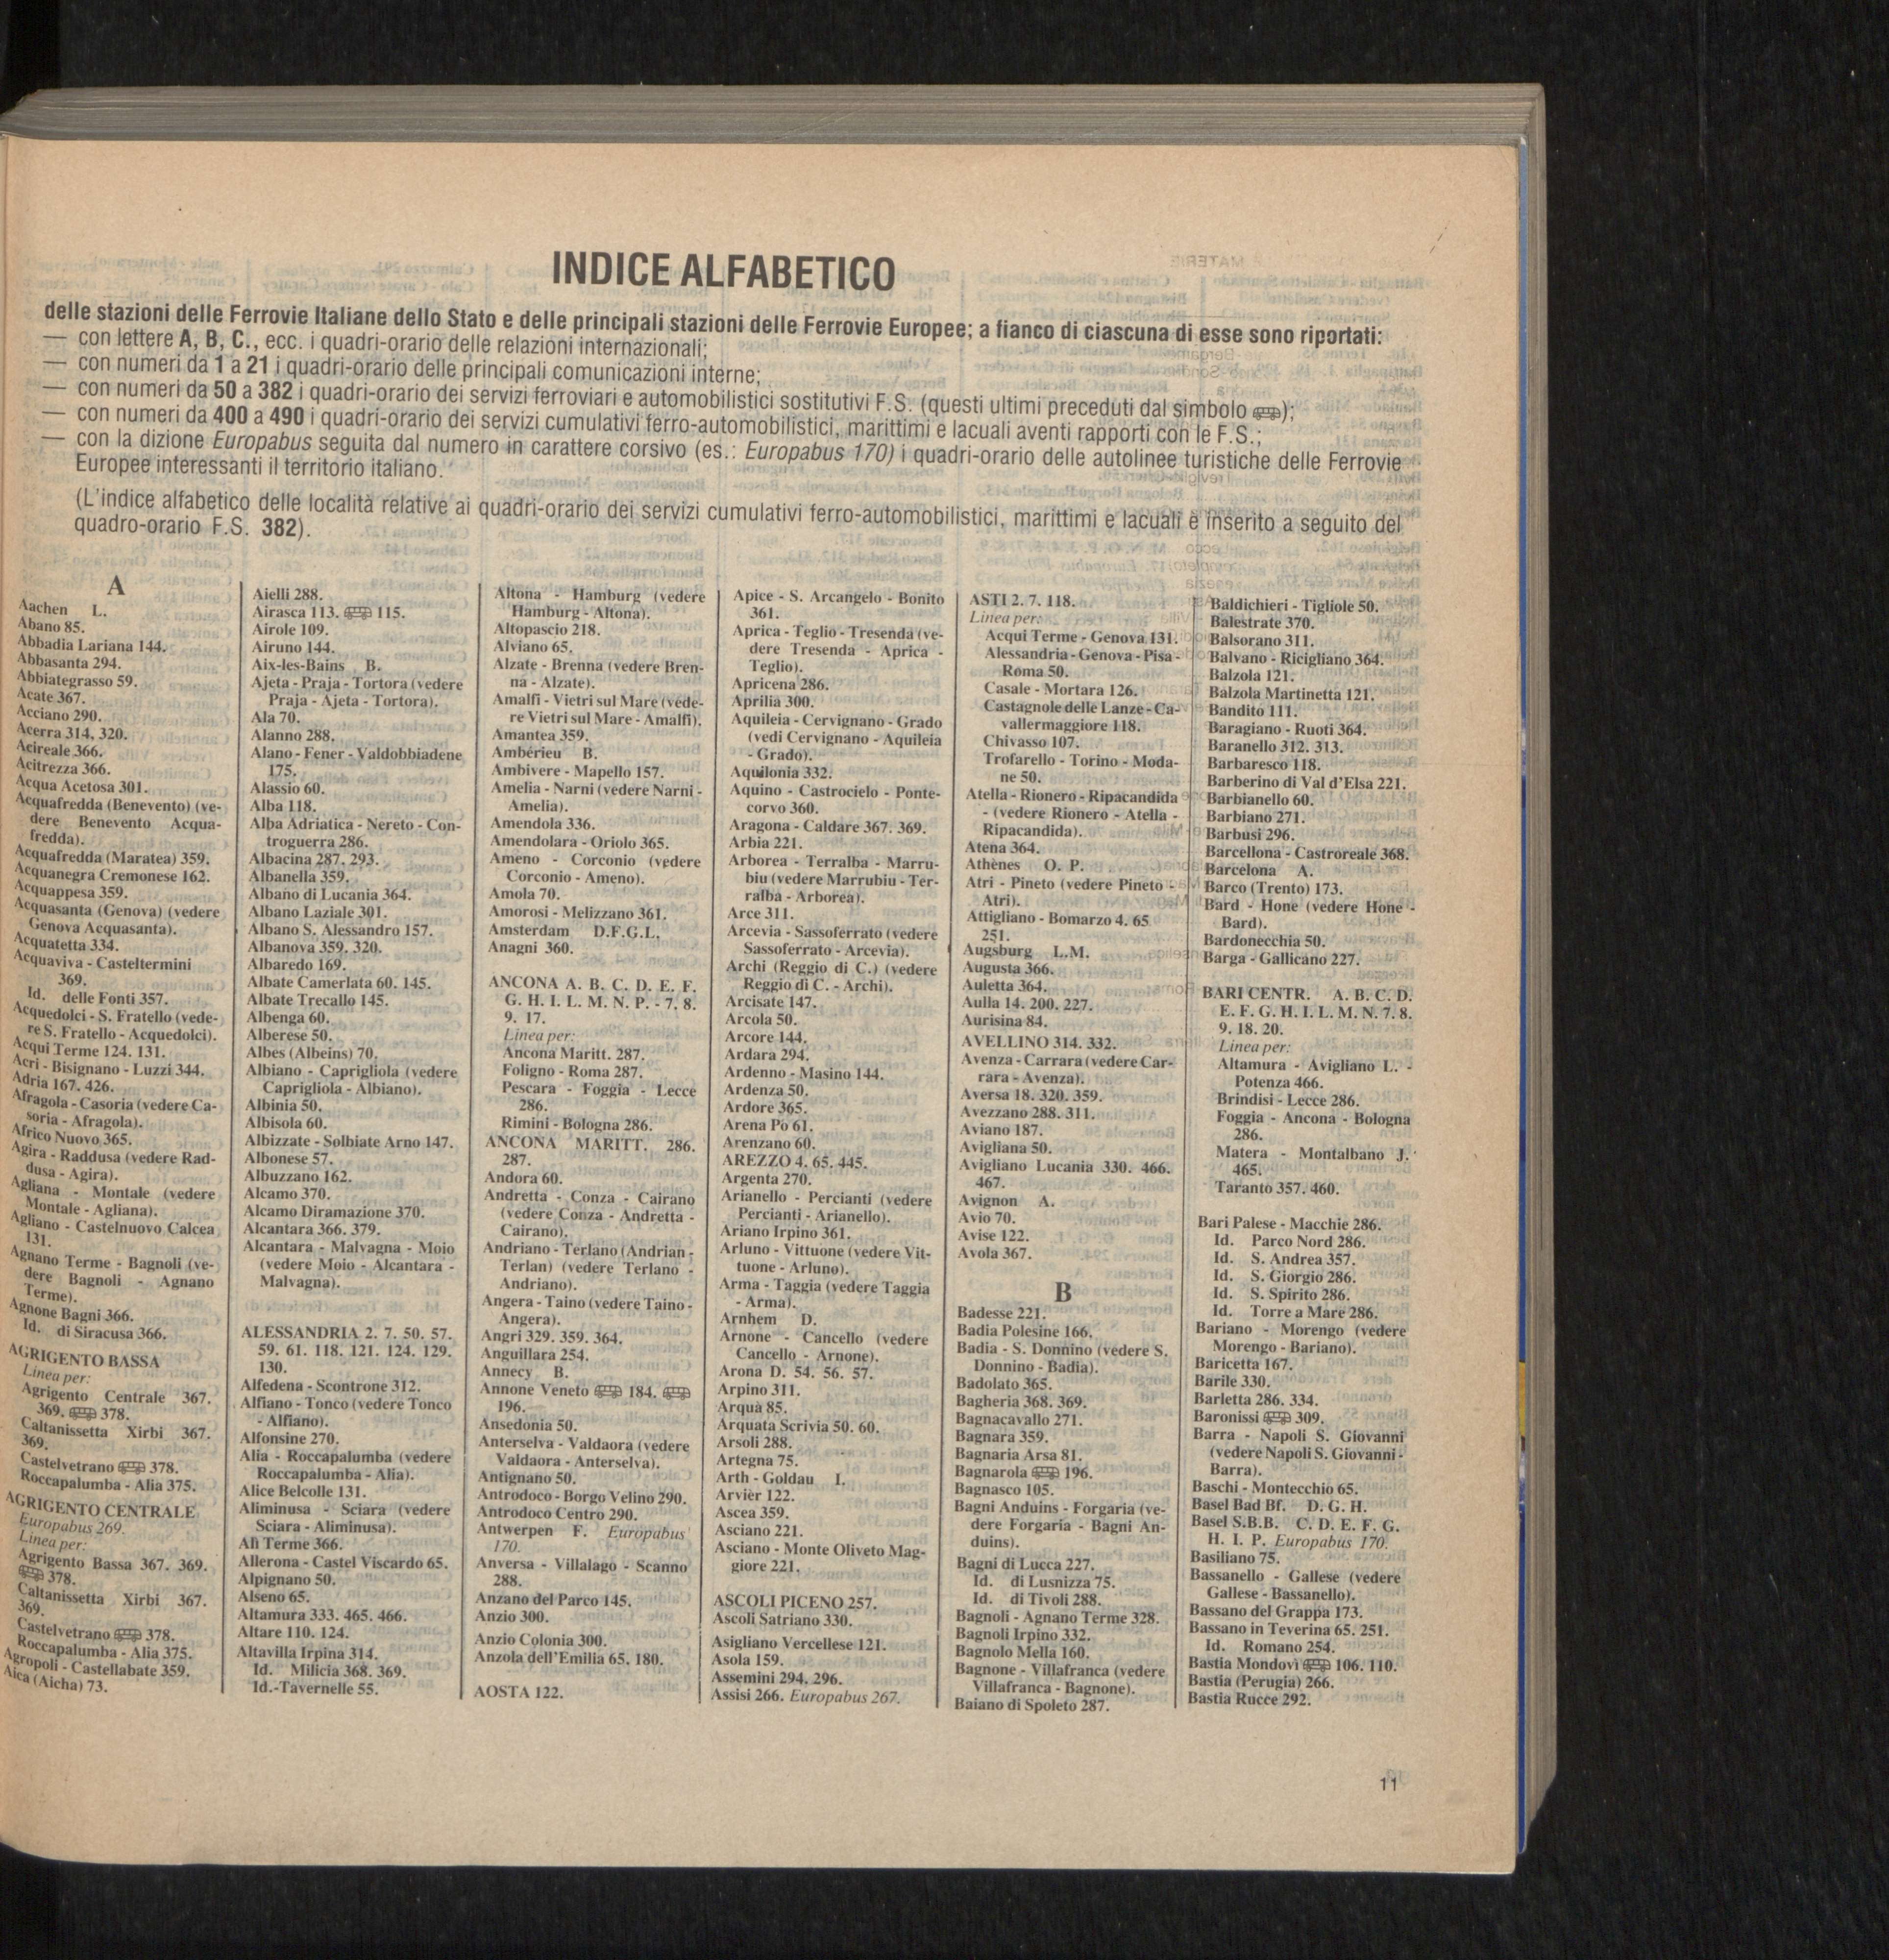 INDICE ALFABETICO
delle stazioni delle Ferrovie Italiane dello Stato e delle principali stazioni delle Ferrovie Europee; a fianco di ciascuna di esse sono riportati:
— con lettere A, B, C., ecc. i quadri-orario delle relazioni internazionali;
— con numeri da 1 a 21 i quadri-orario delle principali comunicazioni interne;
— con numeri da 50 a 382 i quadri-orario dei servizi ferroviari e automobilistici sostitutivi F.S. (questi ultimi preceduti dal simbolo );
— con numeri da 400 a 490 i quadri-orario dei servizi cumulativi ferro-automobilistici, marittimi e lacuali aventi rapporti con le F.S.;
— con la dizione Europabus seguita dal numero in carattere corsivo (es.: Europabus 170) i quadri-orario delle autolinee turistiche delle Ferrovie
Europee interessanti il territorio italiano.
(L'indice alfabetico delle località relative ai quadri-orario dei servizi cumulativi ferro-automobilistici, marittimi e lacuali è inserito a seguito del
quadro-orario F.S. 382).
A
Aachen L.
Abano 85.
Abbadia Lariana 144.
Abbasanta 294.
Abbiategrasso 59.
Acate 367.
Acciano 290.
Acerra 314. 320.
Acireale 366.
Acitrezza 366.
Acqua Acetosa 301.
Acquafredda (Benevento) (ve-
dere Benevento Acqua-
fredda).
Acquafredda (Maratea) 359.
Acquanegra Cremonese 162.
Acquappesa 359.
Acquasanta (Genova) (vedere
Genova Acquasanta).
Acquatetta 334.
Acquaviva - Casteltermini
369.
Id. delle Fonti 357.
Acquedolci - S. Fratello (vede-
re S. Fratello - Acquedolci).
Acqui Terme 124. 131.
Acri - Bisignano - Luzzi 344.
Adria 167. 426.
Afragola - Casoria (vedere Ca-
soria - Afragola).
Africo Nuovo 365.
Agira - Raddusa (vedere Rad-
dusa - Agira).
Agliana - Montale (vedere
Montale - Agliana).
Agliano - Castelnuovo Calcea
131.
Agnano Terme - Bagnoli (ve-
dere Bagnoli - Agnano
Terme).
Agnone Bagni 366.
Id. di Siracusa 366.
AGRIGENTO BASSA
Linea per:
Agrigento Centrale 367.
369. 378.
Caltanissetta Xirbi 367.
369.
Castelvetrano 378.
Roccapalumba - Alia 375.
AGRIGENTO CENTRALE
Europabus 269.
Linea per:
Agrigento Bassa 367. 369.
378.
Caltanissetta Xirbi 367.
369.
Castelvetrano 378.
Roccapalumba - Alia 375.
Agropoli - Castellabate 359.
Aica (Aicha) 73.
Aielli 288.
Airasca 113. 115.
Airole 109.
Airuno 144.
Aix-les-Bains B.
Ajeta - Praja - Tortora (vedere
Praja - Ajeta - Tortora).
Ala 70.
Alanno 288.
Alano - Fener - Valdobbiadene
175.
Alassio 60.
Alba 118.
Alba Adriatica - Nereto - Con-
troguerra 286.
Albacina 287. 293.
Albanella 359.
Albano di Lucania 364.
Albano Laziale 301.
Albano S. Alessandro 157.
Albanova 359. 320.
Albaredo 169.
Albate Camerlata 60. 145.
Albate Trecallo 145.
Albenga 60.
Alberese 50.
Albes (Albeins) 70.
Albiano - Caprigliola (vedere
Caprigliola - Albiano).
Albinia 50.
Albisola 60.
Albizzate - Solbiate Arno 147.
Albonese 57.
Albuzzano 162.
Alcamo 370.
Alcamo Diramazione 370.
Alcantara 366. 379.
Alcantara - Malvagna - Moio
(vedere Moio - Alcantara -
Malvagna).
ALESSANDRIA 2. 7. 50. 57.
59. 61. 118. 121. 124. 129.
130.
Alfedena - Scontrone 312.
Alfiano - Tonco (vedere Tonco
- Alfiano).
Alfonsine 270.
Alia - Roccapalumba (vedere
Roccapalumba - Alia).
Alice Belcolle 131.
Aliminusa - Sciara (vedere
Sciara - Aliminusa).
Alì Terme 366.
Allerona - Castel Viscardo 65.
Alpignano 50.
Alseno 65.
Altamura 333. 465. 466.
Altare 110. 124.
Altavilla Irpina 314.
Id. Milicia 368. 369.
Id.-Tavernelle 55.
Altona - Hamburg (vedere
Hamburg - Altona).
Altopascio 218.
Alviano 65.
Alzate - Brenna (vedere Bren-
na - Alzate).
Amalfi - Vietri sul Mare (vede-
re Vietri sul Mare - Amalfi).
Amantea 359.
Ambérieu B.
Ambivere - Mapello 157.
Amelia - Narni (vedere Narni -
Amelia).
Amendola 336.
Amendolara - Oriolo 365.
Ameno - Corconio (vedere
Corconio - Ameno).
Amola 70.
Amorosi - Melizzano 361.
Amsterdam D.F.G.L.
Anagni 360.
ANCONA A. B. C. D. E. F.
G. H. I. L. M. N. P. - 7. 8.
9. 17.
Linea per:
Ancona Maritt. 287.
Foligno - Roma 287.
Pescara - Foggia - Lecce
286.
Rimini - Bologna 286.
ANCONA MARITT. 286.
287.
Andora 60.
Andretta - Conza - Cairano
(vedere Conza - Andretta -
Cairano).
Andriano - Terlano (Andrian -
Terlan) (vedere Terlano -
Andriano).
Angera - Taino (vedere Taino -
Angera).
Angri 329. 359. 364.
Anguillara 254.
Annecy B.
Annone Veneto 184.
196.
Ansedonia 50.
Anterselva - Valdaora (vedere
Valdaora - Anterselva).
Antignano 50.
Antrodoco - Borgo Velino 290.
Antrodoco Centro 290.
Antwerpen F. Europabus
170.
Anversa - Villalago - Scanno
288.
Anzano del Parco 145.
Anzio 300.
Anzio Colonia 300.
Anzola dell'Emilia 65. 180.
AOSTA 122.
Apice - S. Arcangelo - Bonito
361.
Aprica - Teglio - Tresenda (ve-
dere Tresenda - Aprica -
Teglio).
Apricena 286.
Aprilia 300.
Aquileia - Cervignano - Grado
(vedi Cervignano - Aquileia
- Grado).
Aquilonia 332.
Aquino - Castrocielo - Ponte-
corvo 360.
Aragona - Caldare 367. 369.
Arbia 221.
Arborea - Terralba - Marru-
biu (vedere Marrubiu - Ter-
ralba - Arborea).
Arce 311.
Arcevia - Sassoferrato (vedere
Sassoferrato - Arcevia).
Archi (Reggio di C.) (vedere
Reggio di C. - Archi).
Arcisate 147.
Arcola 50.
Arcore 144.
Ardara 294.
Ardenno - Masino 144.
Ardenza 50.
Ardore 365.
Arena Po 61.
Arenzano 60.
AREZZO 4. 65. 445.
Argenta 270.
Arianello - Percianti (vedere
Percianti - Arianello).
Ariano Irpino 361.
Arluno - Vittuone (vedere Vit-
tuone - Arluno).
Arma - Taggia (vedere Taggia
- Arma).
Arnhem D.
Arnone - Cancello (vedere
Cancello - Arnone).
Arona D. 54. 56. 57.
Arpino 311.
Arquà 85.
Arquata Scrivia 50. 60.
Arsoli 288.
Artegna 75.
Arth - Goldau I.
Arvièr 122.
Ascea 359.
Asciano 221.
Asciano - Monte Oliveto Mag-
giore 221.
ASCOLI PICENO 257.
Ascoli Satriano 330.
Asigliano Vercellese 121.
Asola 159.
Assemini 294. 296.
Assisi 266. Europabus 267.
ASTI 2. 7. 118.
Linea per:
Acqui Terme - Genova 131.
Alessandria - Genova - Pisa -
Roma 50.
Casale - Mortara 126.
Castagnole delle Lanze - Ca-
vallermaggiore 118.
Chivasso 107.
Trofarello - Torino - Moda-
ne 50.
Atella - Rionero - Ripacandida
- (vedere Rionero - Atella -
Ripacandida).
Atena 364.
Athènes O. P.
Atri - Pineto (vedere Pineto -
Atri).
Attigliano - Bomarzo 4. 65
251.
Augsburg L.M.
Augusta 366.
Auletta 364.
Aulla 14. 200. 227.
Aurisina 84.
AVELLINO 314. 332.
Avenza - Carrara (vedere Car-
rara - Avenza).
Aversa 18. 320. 359.
Avezzano 288. 311.
Aviano 187.
Avigliana 50.
Avigliano Lucania 330. 466.
467.
Avignon A.
Avio 70.
Avise 122.
Avola 367.
B
Badesse 221.
Badia Polesine 166.
Badia - S. Donnino (vedere S.
Donnino - Badia).
Badolato 365.
Bagheria 368. 369.
Bagnacavallo 271.
Bagnara 359.
Bagnaria Arsa 81.
Bagnarola 196.
Bagnasco 105.
Bagni Anduins - Forgaria (ve-
dere Forgaria - Bagni An-
duins).
Bagni di Lucca 227.
Id. di Lusnizza 75.
Id. di Tivoli 288.
Bagnoli - Agnano Terme 328.
Bagnoli Irpino 332.
Bagnolo Mella 160.
Bagnone - Villafranca (vedere
Villafranca - Bagnone).
Baiano di Spoleto 287.
Baldichieri - Tigliole 50.
Balestrate 370.
Balsorano 311.
Balvano - Ricigliano 364.
Balzola 121.
Balzola Martinetta 121.
Bandito 111.
Baragiano - Ruoti 364.
Baranello 312. 313.
Barbaresco 118.
Barberino di Val d'Elsa 221.
Barbianello 60.
Barbiano 271.
Barbusi 296.
Barcellona - Castroreale 368.
Barcelona A.
Barco (Trento) 173.
Bard - Hone (vedere Hone -
Bard).
Bardonecchia 50.
Barga - Gallicano 227.
BARI CENTR. A. B. C. D.
E. F. G. H. I. L. M. N. 7. 8.
9. 18. 20.
Linea per:
Altamura - Avigliano L. -
Potenza 466.
Brindisi - Lecce 286.
Foggia - Ancona - Bologna
286.
Matera - Montalbano J.
465.
Taranto 357. 460.
Bari Palese - Macchie 286.
Id. Parco Nord 286.
Id. S. Andrea 357.
Id. S. Giorgio 286.
Id. S. Spirito 286.
Id. Torre a Mare 286.
Bariano - Morengo (vedere
Morengo - Bariano).
Baricetta 167.
Barile 330.
Barletta 286. 334.
Baronissi 309.
Barra - Napoli S. Giovanni
(vedere Napoli S. Giovanni -
Barra).
Baschi - Montecchio 65.
Basel Bad Bf. D. G. H.
Basel S.B.B. C. D. E. F. G.
H. I. P. Europabus 170.
Basiliano 75.
Bassanello - Gallese (vedere
Gallese - Bassanello).
Bassano del Grappa 173.
Bassano in Teverina 65. 251.
Id. Romano 254.
Bastia Mondovì 106. 110.
Bastia (Perugia) 266.
Bastia Rucce 292.
11